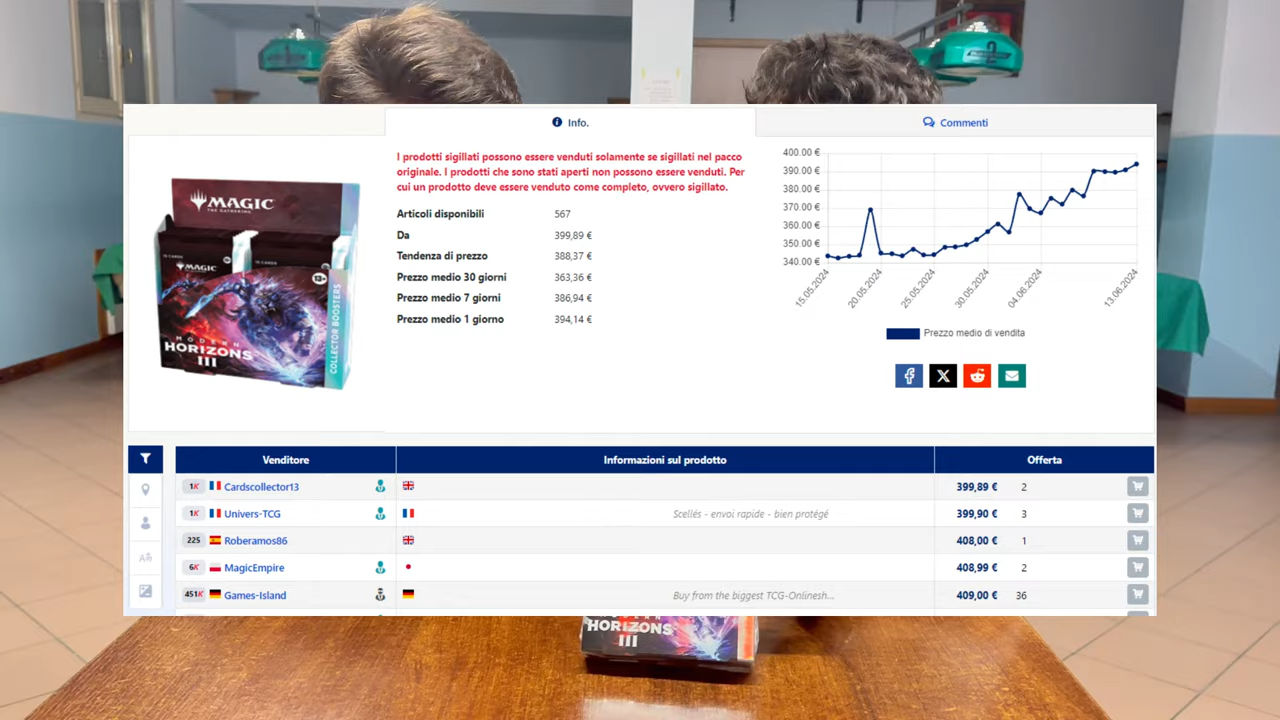 Info.
Commenti
I prodotti sigillati possono essere venduti solamente se sigillati nel pacco
originale. I prodotti che sono stati aperti non possono essere venduti. Per
cui un prodotto deve essere venduto come completo, ovvero sigillato.
Articoli disponibili 567
Da 399,89 €
Tendenza di prezzo 388,37 €
Prezzo medio 30 giorni 363,36 €
Prezzo medio 7 giorni 386,94 €
Prezzo medio 1 giorno 394,14 €
MAGIC
THE GATHERING
MAGIC
13+
MODERN
HORIZONS
III
COLLECTOR BOOSTERS
400.00 €
390.00 €
380.00 €
370.00 €
360.00 €
350.00 €
340.00 €
15.05.2024
20.05.2024
25.05.2024
30.05.2024
04.06.2024
13.06.2024
Prezzo medio di vendita
Venditore Informazioni sul prodotto Offerta
1K Cardscollector13 399,89 € 2
1K Univers-TCG Scellés - envoi rapide - bien protégé 399,90 € 3
225 Roberamos86 408,00 € 1
6K MagicEmpire 408,99 € 2
451K Games-Island Buy from the biggest TCG-Onlinesh... 409,00 € 36
HORIZONS
III